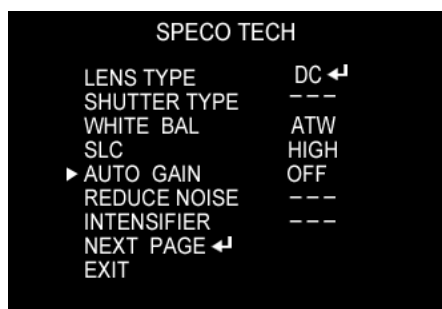 SPECO TECH
LENS TYPE DC ↵
SHUTTER TYPE ---
WHITE BAL ATW
SLC HIGH
▶ AUTO GAIN OFF
REDUCE NOISE ---
INTENSIFIER ---
NEXT PAGE ↵
EXIT